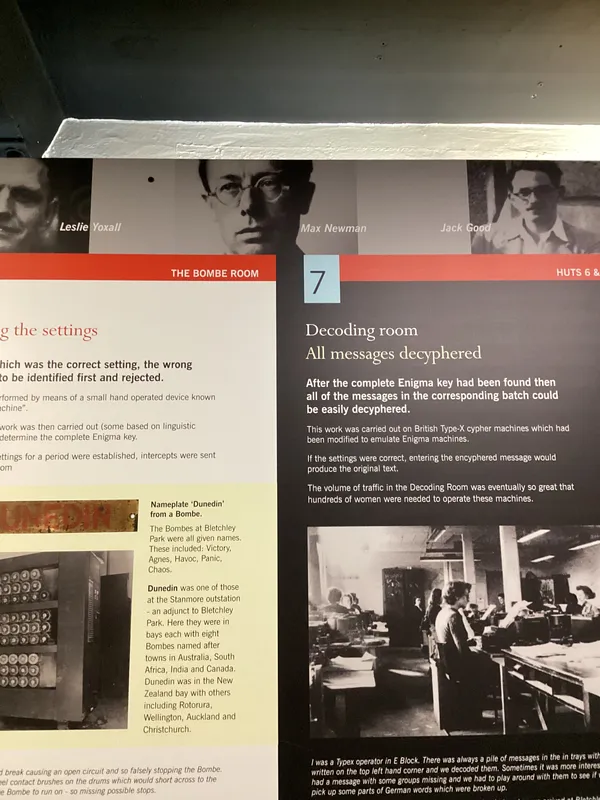 Leslie Yoxall
Max Newman
Jack Good
THE BOMBE ROOM
g the settings
hich was the correct setting, the wrong
to be identified first and rejected.
rformed by means of a small hand operated device known
chine".
work was then carried out (some based on linguistic
determine the complete Enigma key.
ettings for a period were established, intercepts were sent
om
DUNEDIN
Nameplate 'Dunedin'
from a Bombe.
The Bombes at Bletchley
Park were all given names.
These included: Victory,
Agnes, Havoc, Panic,
Chaos.
Dunedin was one of those
at the Stanmore outstation
- an adjunct to Bletchley
Park. Here they were in
bays each with eight
Bombes named after
towns in Australia, South
Africa, India and Canada.
Dunedin was in the New
Zealand bay with others
including Rotorura,
Wellington, Auckland and
Christchurch.
d break causing an open circuit and so falsely stopping the Bombe.
el contact brushes on the drums which would short across to the
e Bombe to run on - so missing possible stops.
7
HUTS 6 &
Decoding room
All messages decyphered
After the complete Enigma key had been found then
all of the messages in the corresponding batch could
be easily decyphered.
This work was carried out on British Type-X cypher machines which had
been modified to emulate Enigma machines.
If the settings were correct, entering the encyphered message would
produce the original text.
The volume of traffic in the Decoding Room was eventually so great that
hundreds of women were needed to operate these machines.
I was a Typex operator in E Block. There was always a pile of messages in the in trays with
written on the top left hand corner and we decoded them. Sometimes it was more interes
had a message with some groups missing and we had to play around with them to see if
pick up some parts of German words which were broken up.